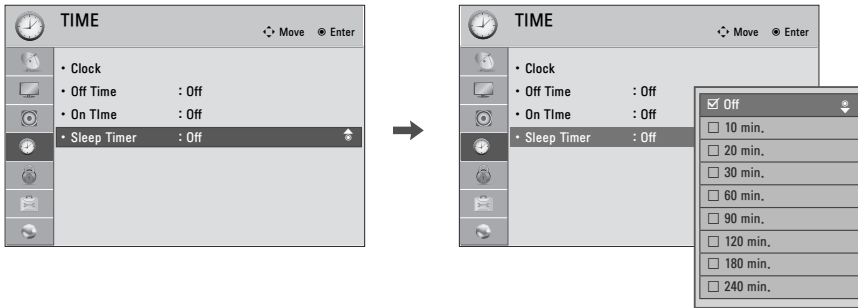 TIME
Move Enter
• Clock
• Off Time : Off
• On TIme : Off
• Sleep Timer : Off
TIME
Move Enter
• Clock
• Off Time : Off
• On TIme : Off
• Sleep Timer : Off
Off
10 min.
20 min.
30 min.
60 min.
90 min.
120 min.
180 min.
240 min.